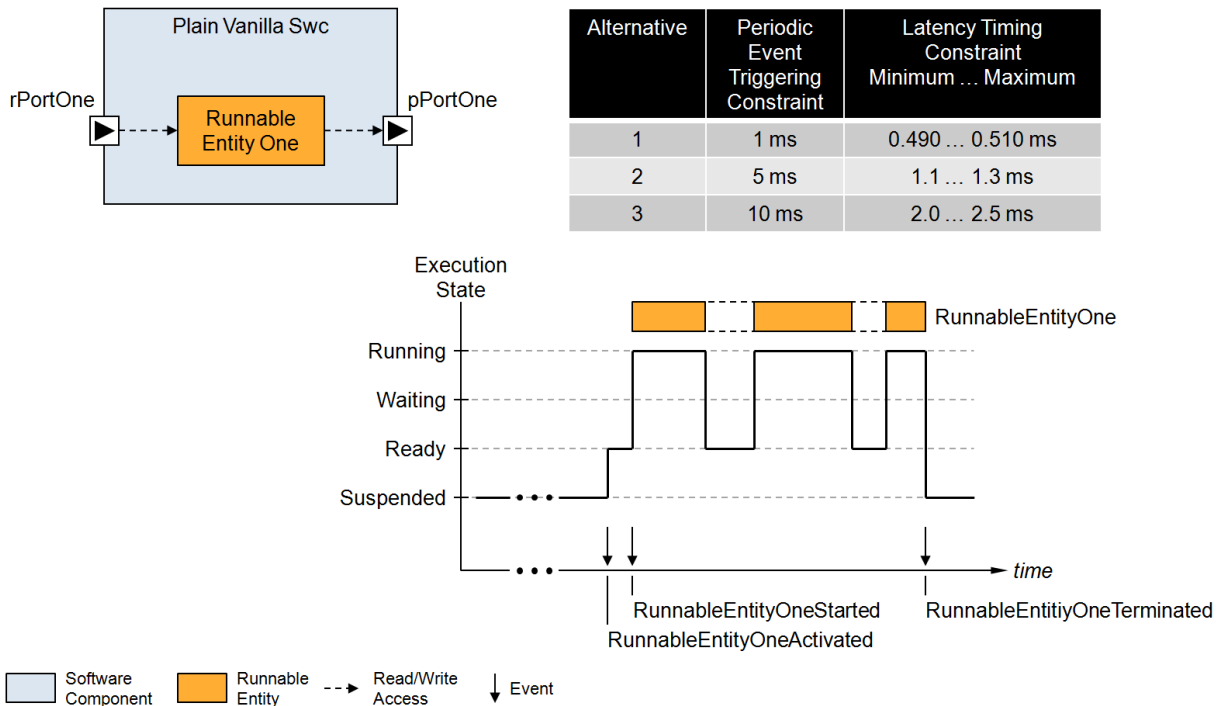 Plain Vanilla Swc
rPortOne
pPortOne
Runnable
Entity One
Alternative
Periodic
Event
Triggering
Constraint
Latency Timing
Constraint
Minimum … Maximum
1
1 ms
0.490 … 0.510 ms
2
5 ms
1.1 … 1.3 ms
3
10 ms
2.0 … 2.5 ms
Execution
State
RunnableEntityOne
Running
Waiting
Ready
Suspended
time
RunnableEntityOneStarted
RunnableEntitiyOneTerminated
RunnableEntityOneActivated
Software
Component
Runnable
Entity
Read/Write
Access
Event